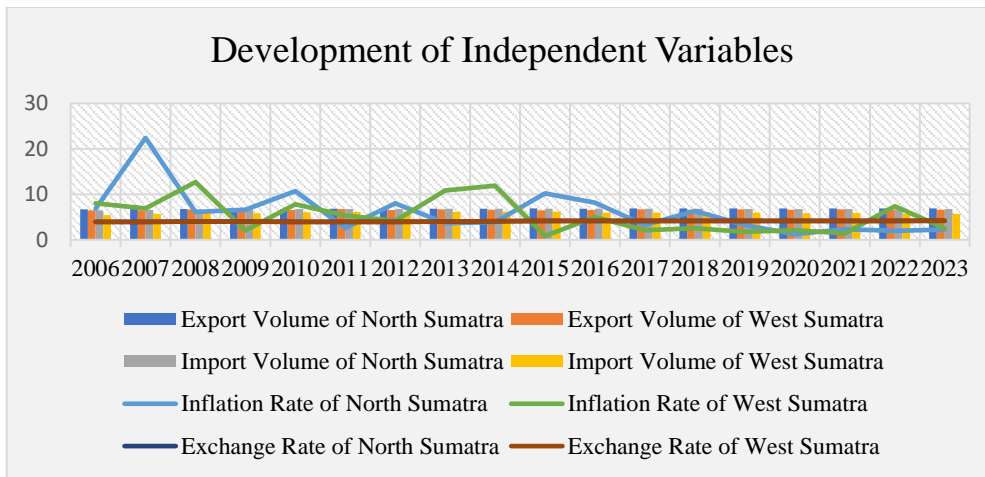 Development of Independent Variables
30
20
10
0
2006 2007 2008 2009 2010 2011 2012 2013 2014 2015 2016 2017 2018 2019 2020 2021 2022 2023
Export Volume of North Sumatra Export Volume of West Sumatra
Import Volume of North Sumatra Import Volume of West Sumatra
Inflation Rate of North Sumatra Inflation Rate of West Sumatra
Exchange Rate of North Sumatra Exchange Rate of West Sumatra